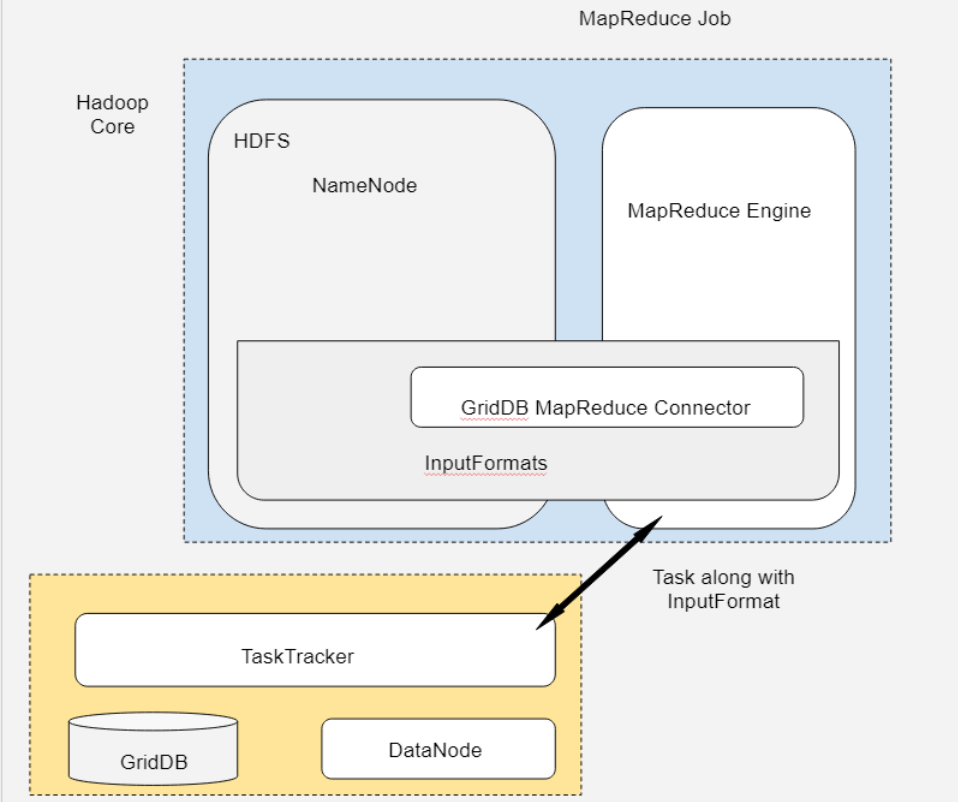 MapReduce Job
Hadoop
Core
HDFS
NameNode
MapReduce Engine
GridDB MapReduce Connector
InputFormats
Task along with
InputFormat
TaskTracker
GridDB
DataNode